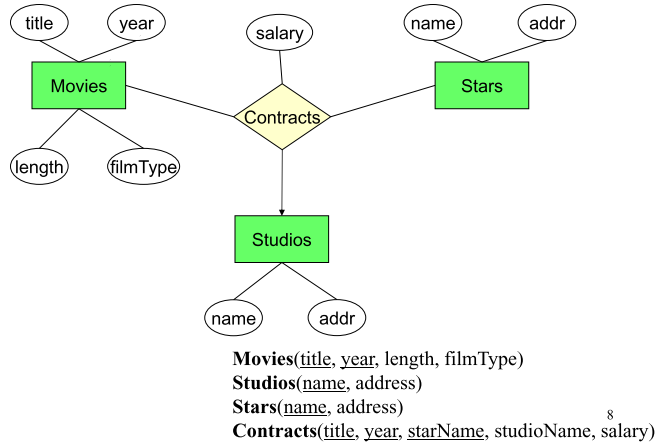 title year salary name addr
Movies Stars
Contracts
length filmType
Studios
name addr
Movies(title, year, length, filmType)
Studios(name, address)
Stars(name, address)
8
Contracts(title, year, starName, studioName, salary)